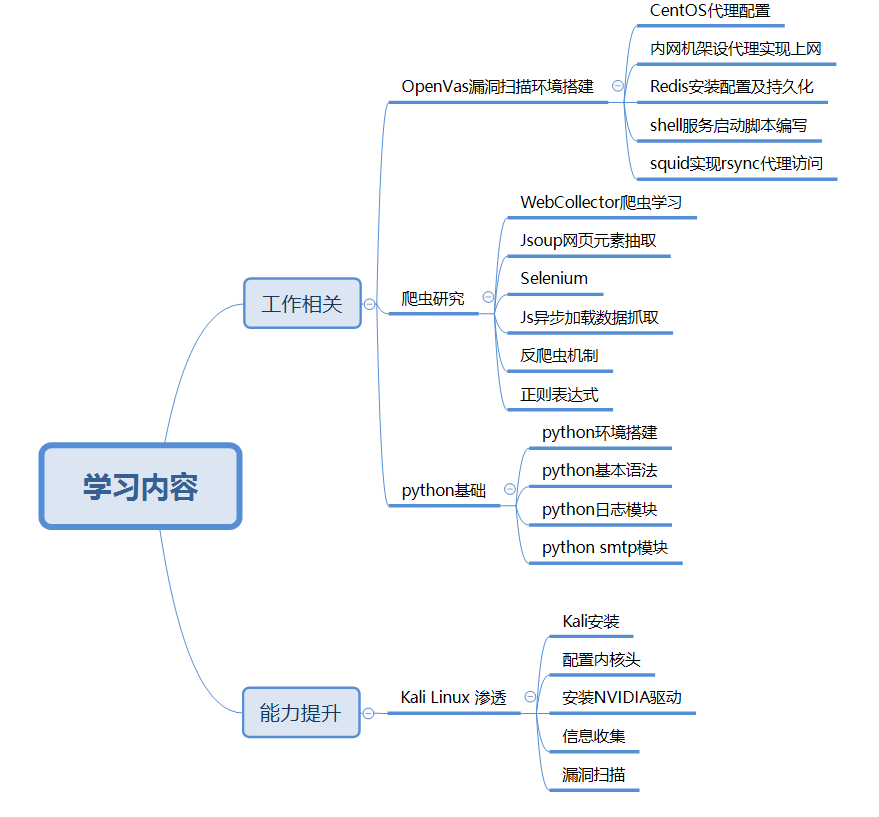 学习内容
工作相关
OpenVas漏洞扫描环境搭建
CentOS代理配置
内网机架设代理实现上网
Redis安装配置及持久化
shell服务启动脚本编写
squid实现rsync代理访问
爬虫研究
WebCollector爬虫学习
Jsoup网页元素抽取
Selenium
Js异步加载数据抓取
反爬虫机制
正则表达式
python基础
python环境搭建
python基本语法
python日志模块
python smtp模块
能力提升
Kali Linux 渗透
Kali安装
配置内核头
安装NVIDIA驱动
信息收集
漏洞扫描